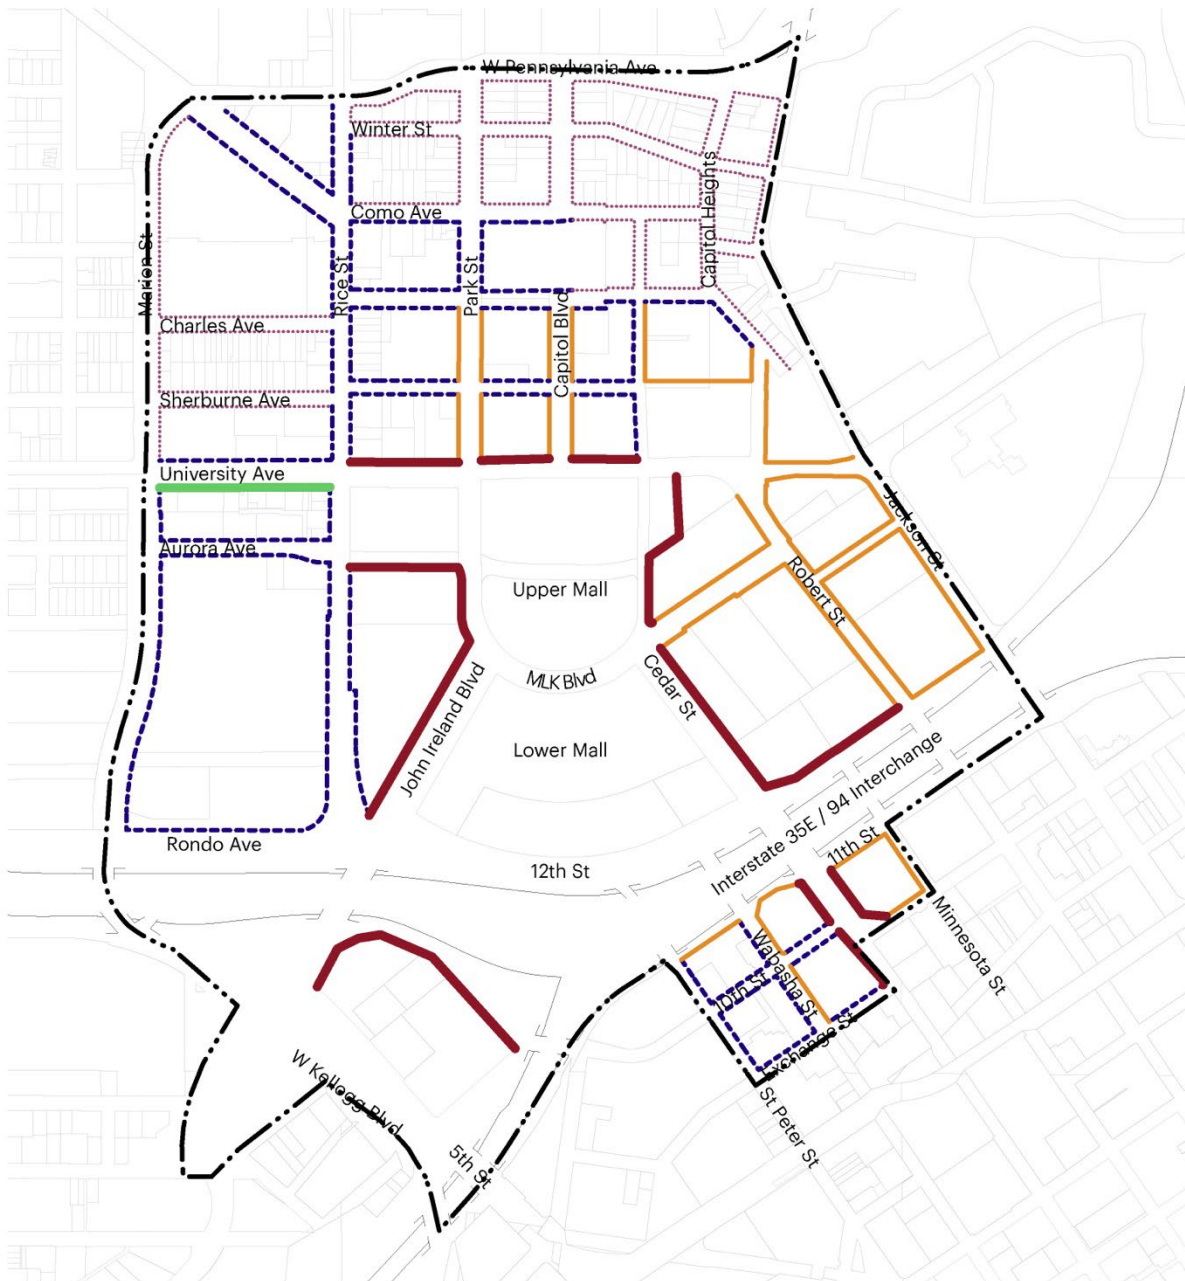 W Pennsylvania Ave
Winter St
Capitol Heights
Como Ave
Marion St
Rice St
Park St
Capitol Blvd
Charles Ave
Sherburne Ave
University Ave
Jackson St
Aurora Ave
Robert St
Upper Mall
MLK Blvd
Cedar St
John Ireland Blvd
Lower Mall
Interstate 35E / 94 Interchange
Rondo Ave
11th St
12th St
Minnesota St
Wabasha St
10th St
Exchange St
W Kellogg Blvd
St Peter St
5th St